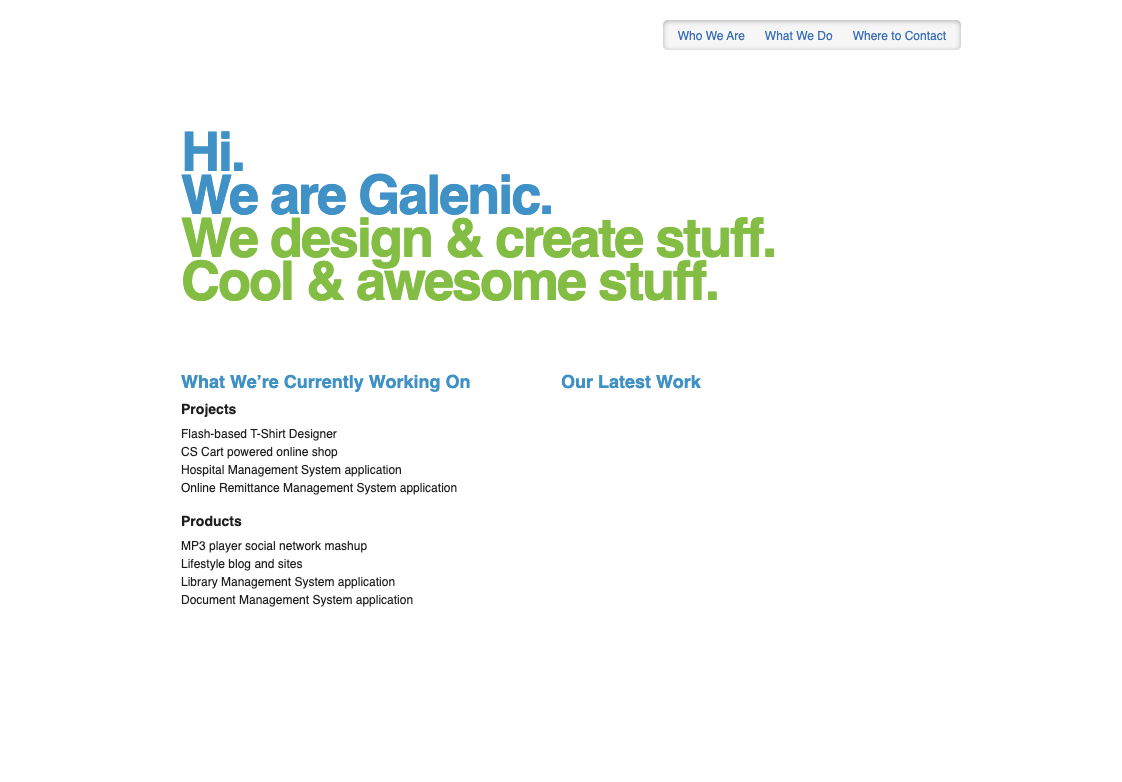 Who We Are What We Do Where to Contact
Hi.
We are Galenic.
We design & create stuff.
Cool & awesome stuff.
What We’re Currently Working On
Projects
Flash-based T-Shirt Designer
CS Cart powered online shop
Hospital Management System application
Online Remittance Management System application
Products
MP3 player social network mashup
Lifestyle blog and sites
Library Management System application
Document Management System application
Our Latest Work